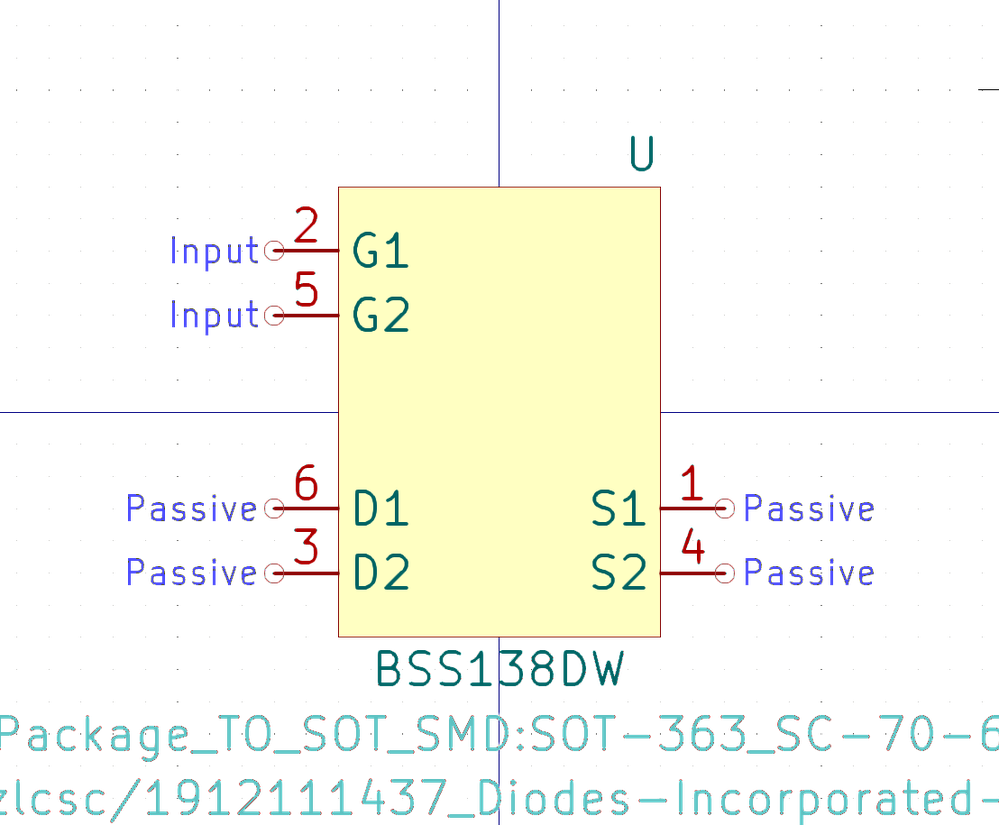 U
2
Input G1
5
Input G2
6 1
Passive D1 S1 Passive
3 4
Passive D2 S2 Passive
BSS138DW
Package_TO_SOT_SMD:SOT-363_SC-70-6
zlcsc/1912111437_Diodes-Incorporated-